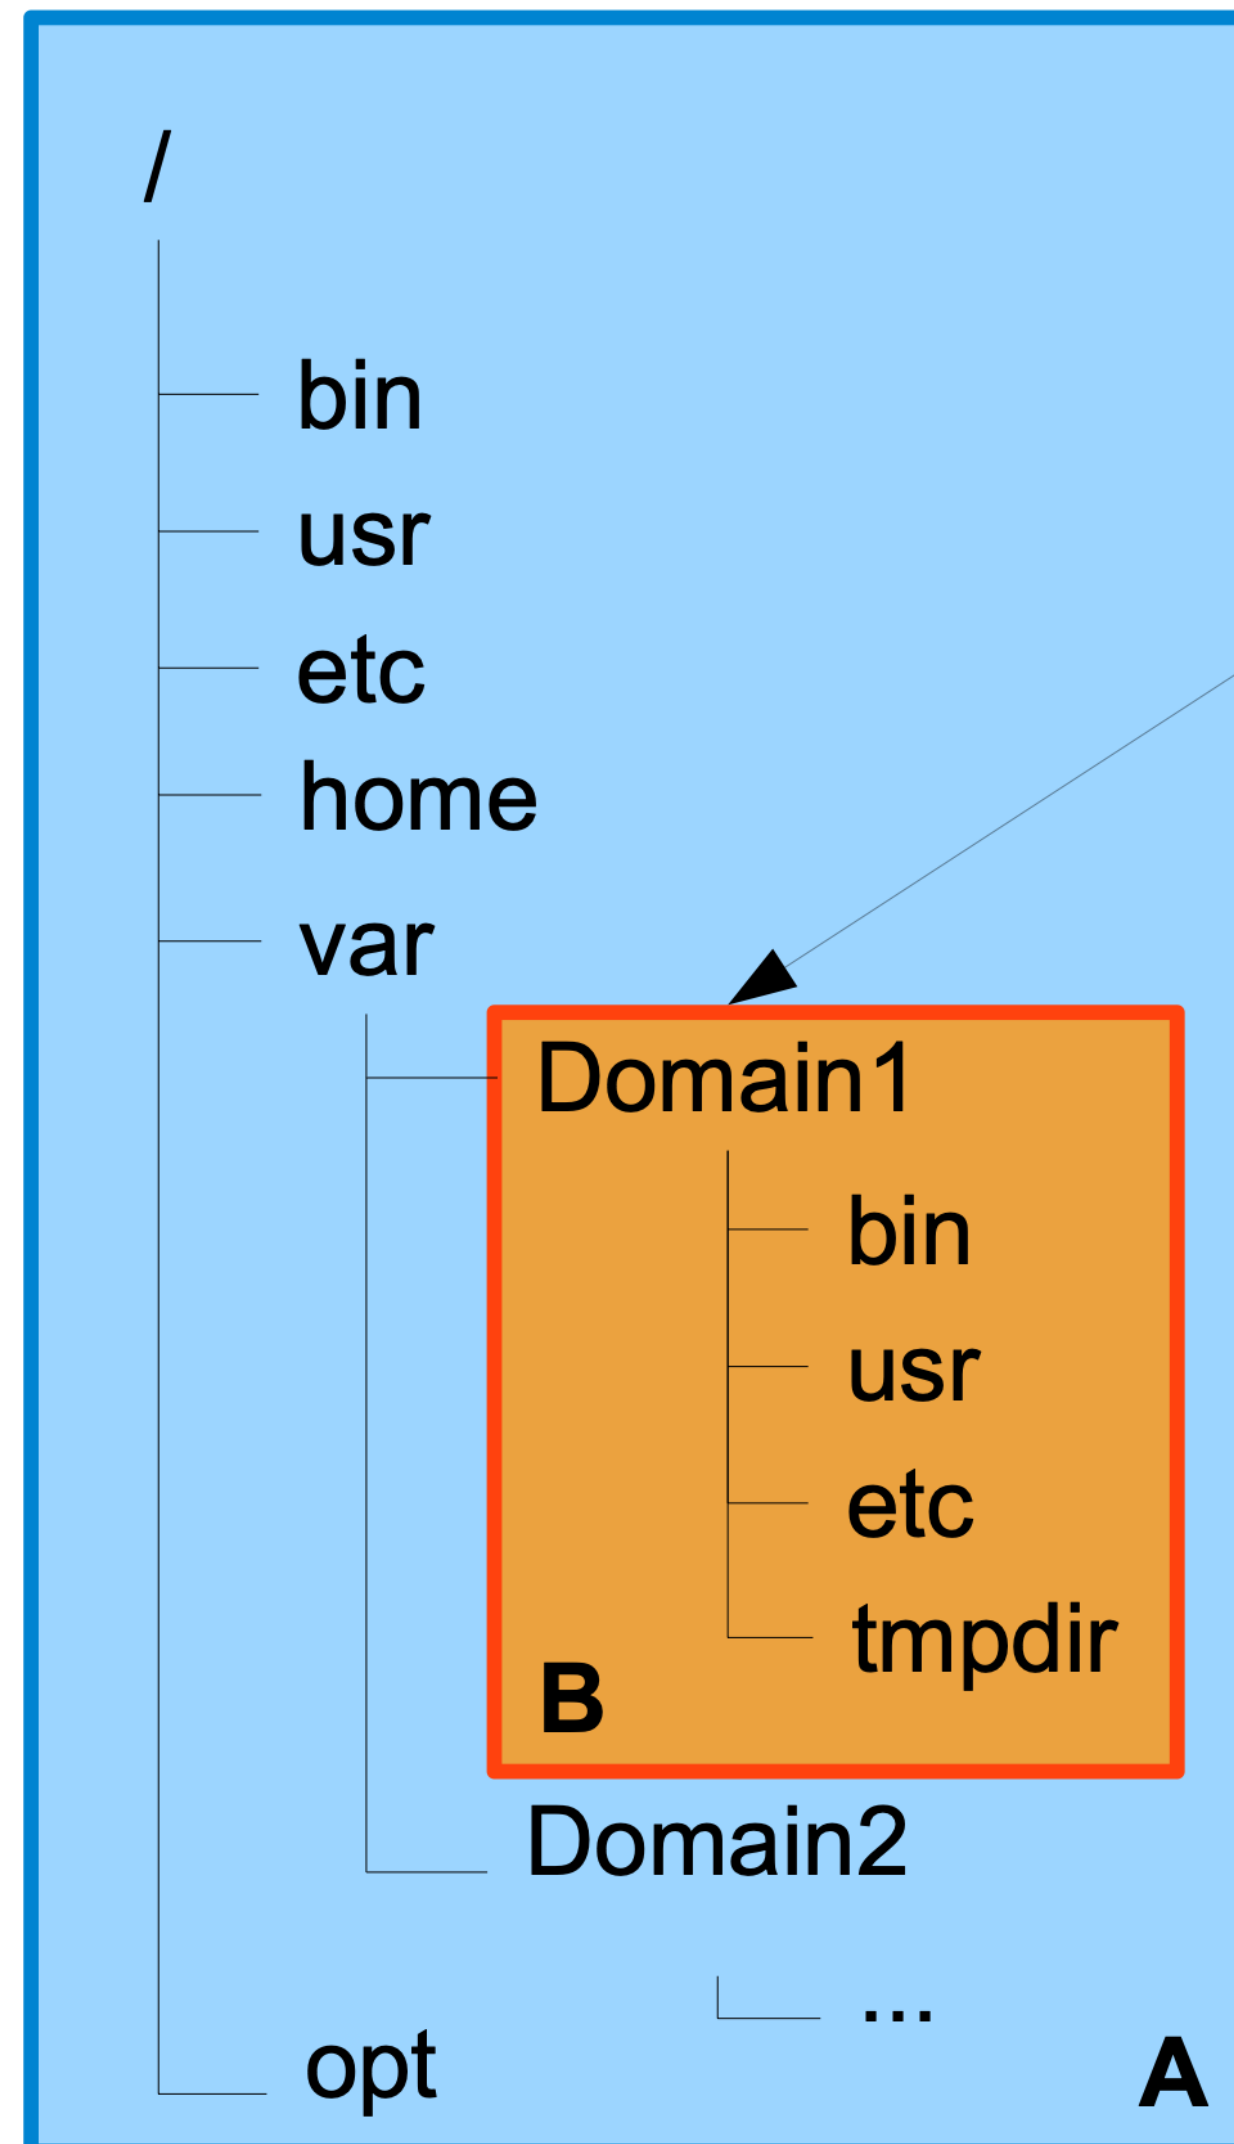 /
bin
usr
etc
home
var
Domain1
bin
usr
etc
tmpdir
B
Domain2
...
opt
A